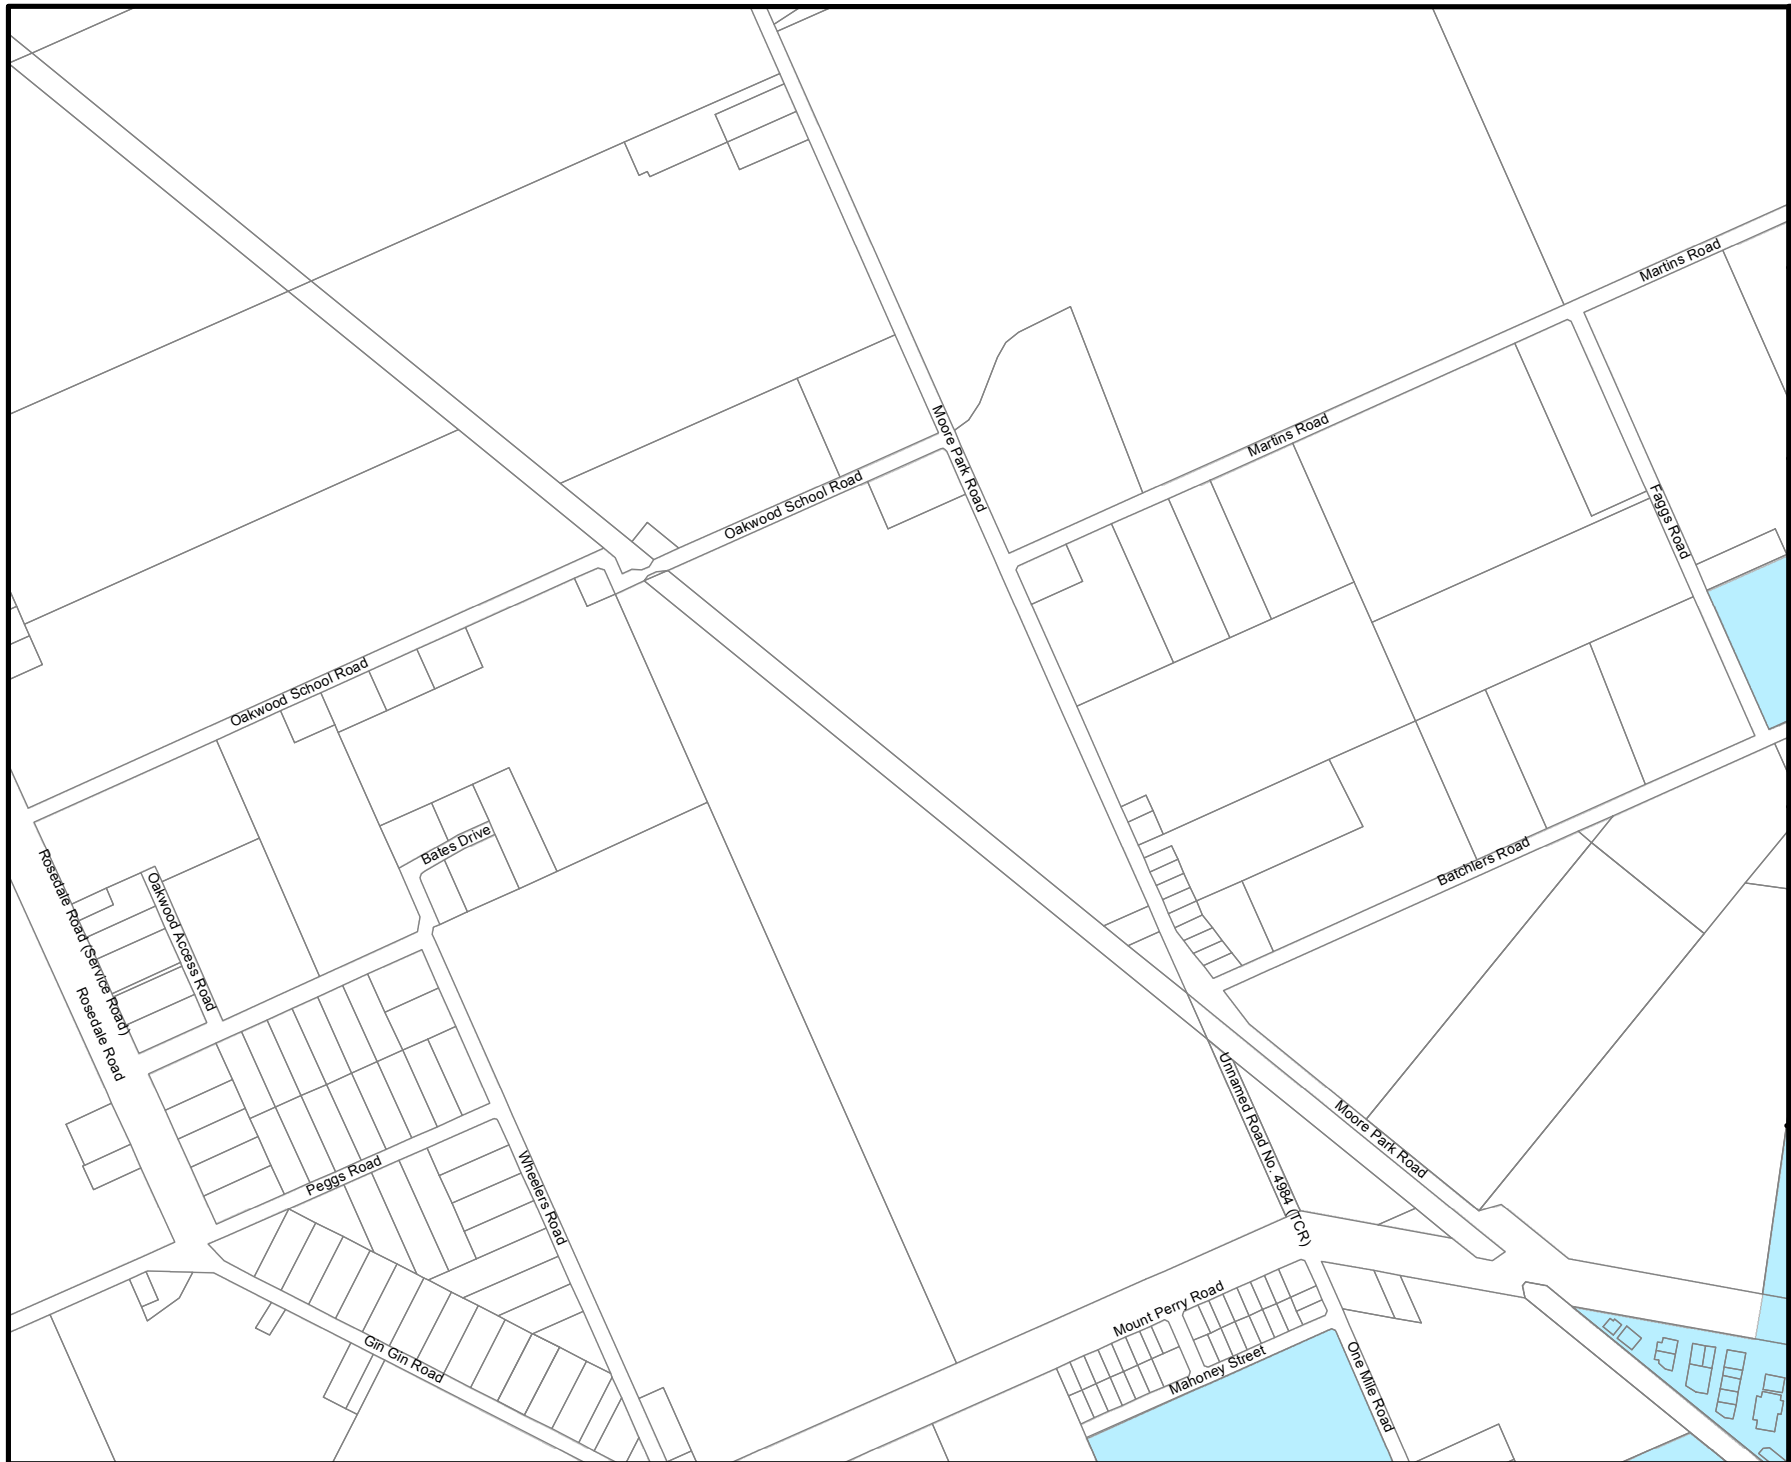 Martins Road
Moore Park Road
Martins Road
Oakwood School Road
Faggs Road
Oakwood School Road
Bates Drive
Batchlers Road
Rosedale Road (Service Road)
Oakwood Access Road
Rosedale Road
Unnamed Road No. 4984 (TCR)
Moore Park Road
Peggs Road
Wheelers Road
Mount Perry Road
Gin Gin Road
Mahoney Street
One Mile Road